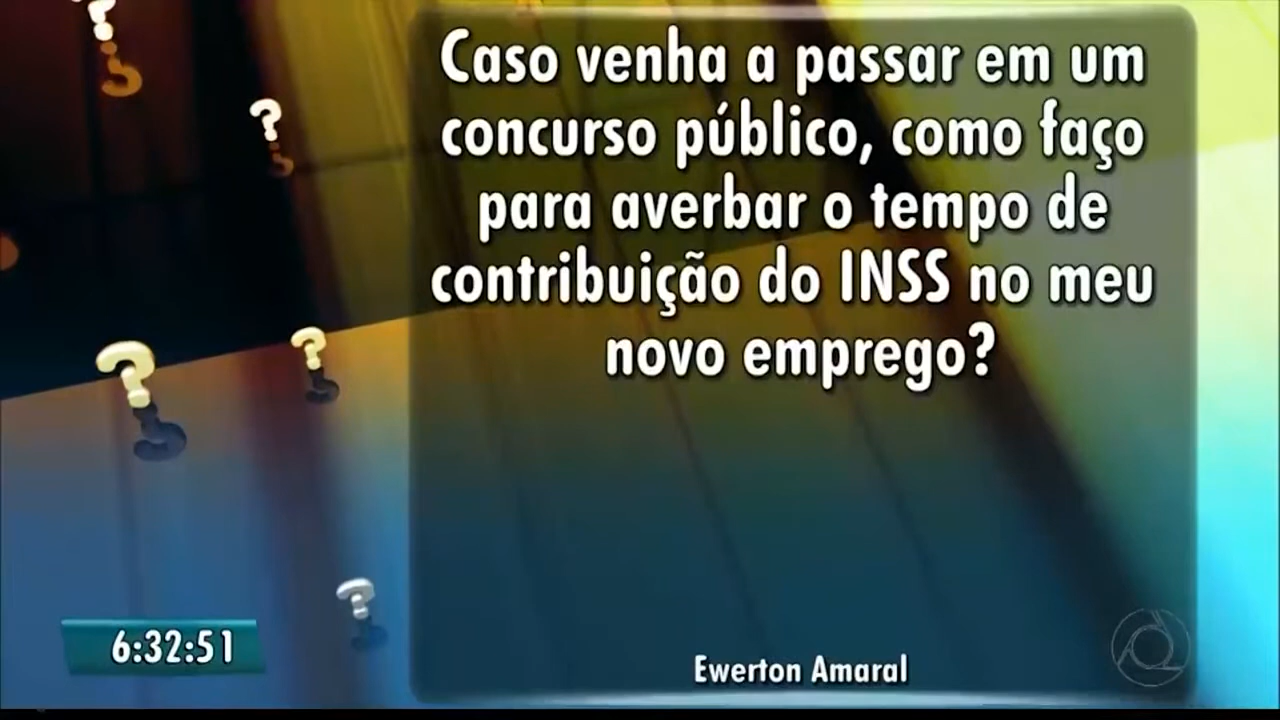 Caso venha a passar em um
concurso público, como faço
para averbar o tempo de
contribuição do INSS no meu
novo emprego?
Ewerton Amaral
6:32:51